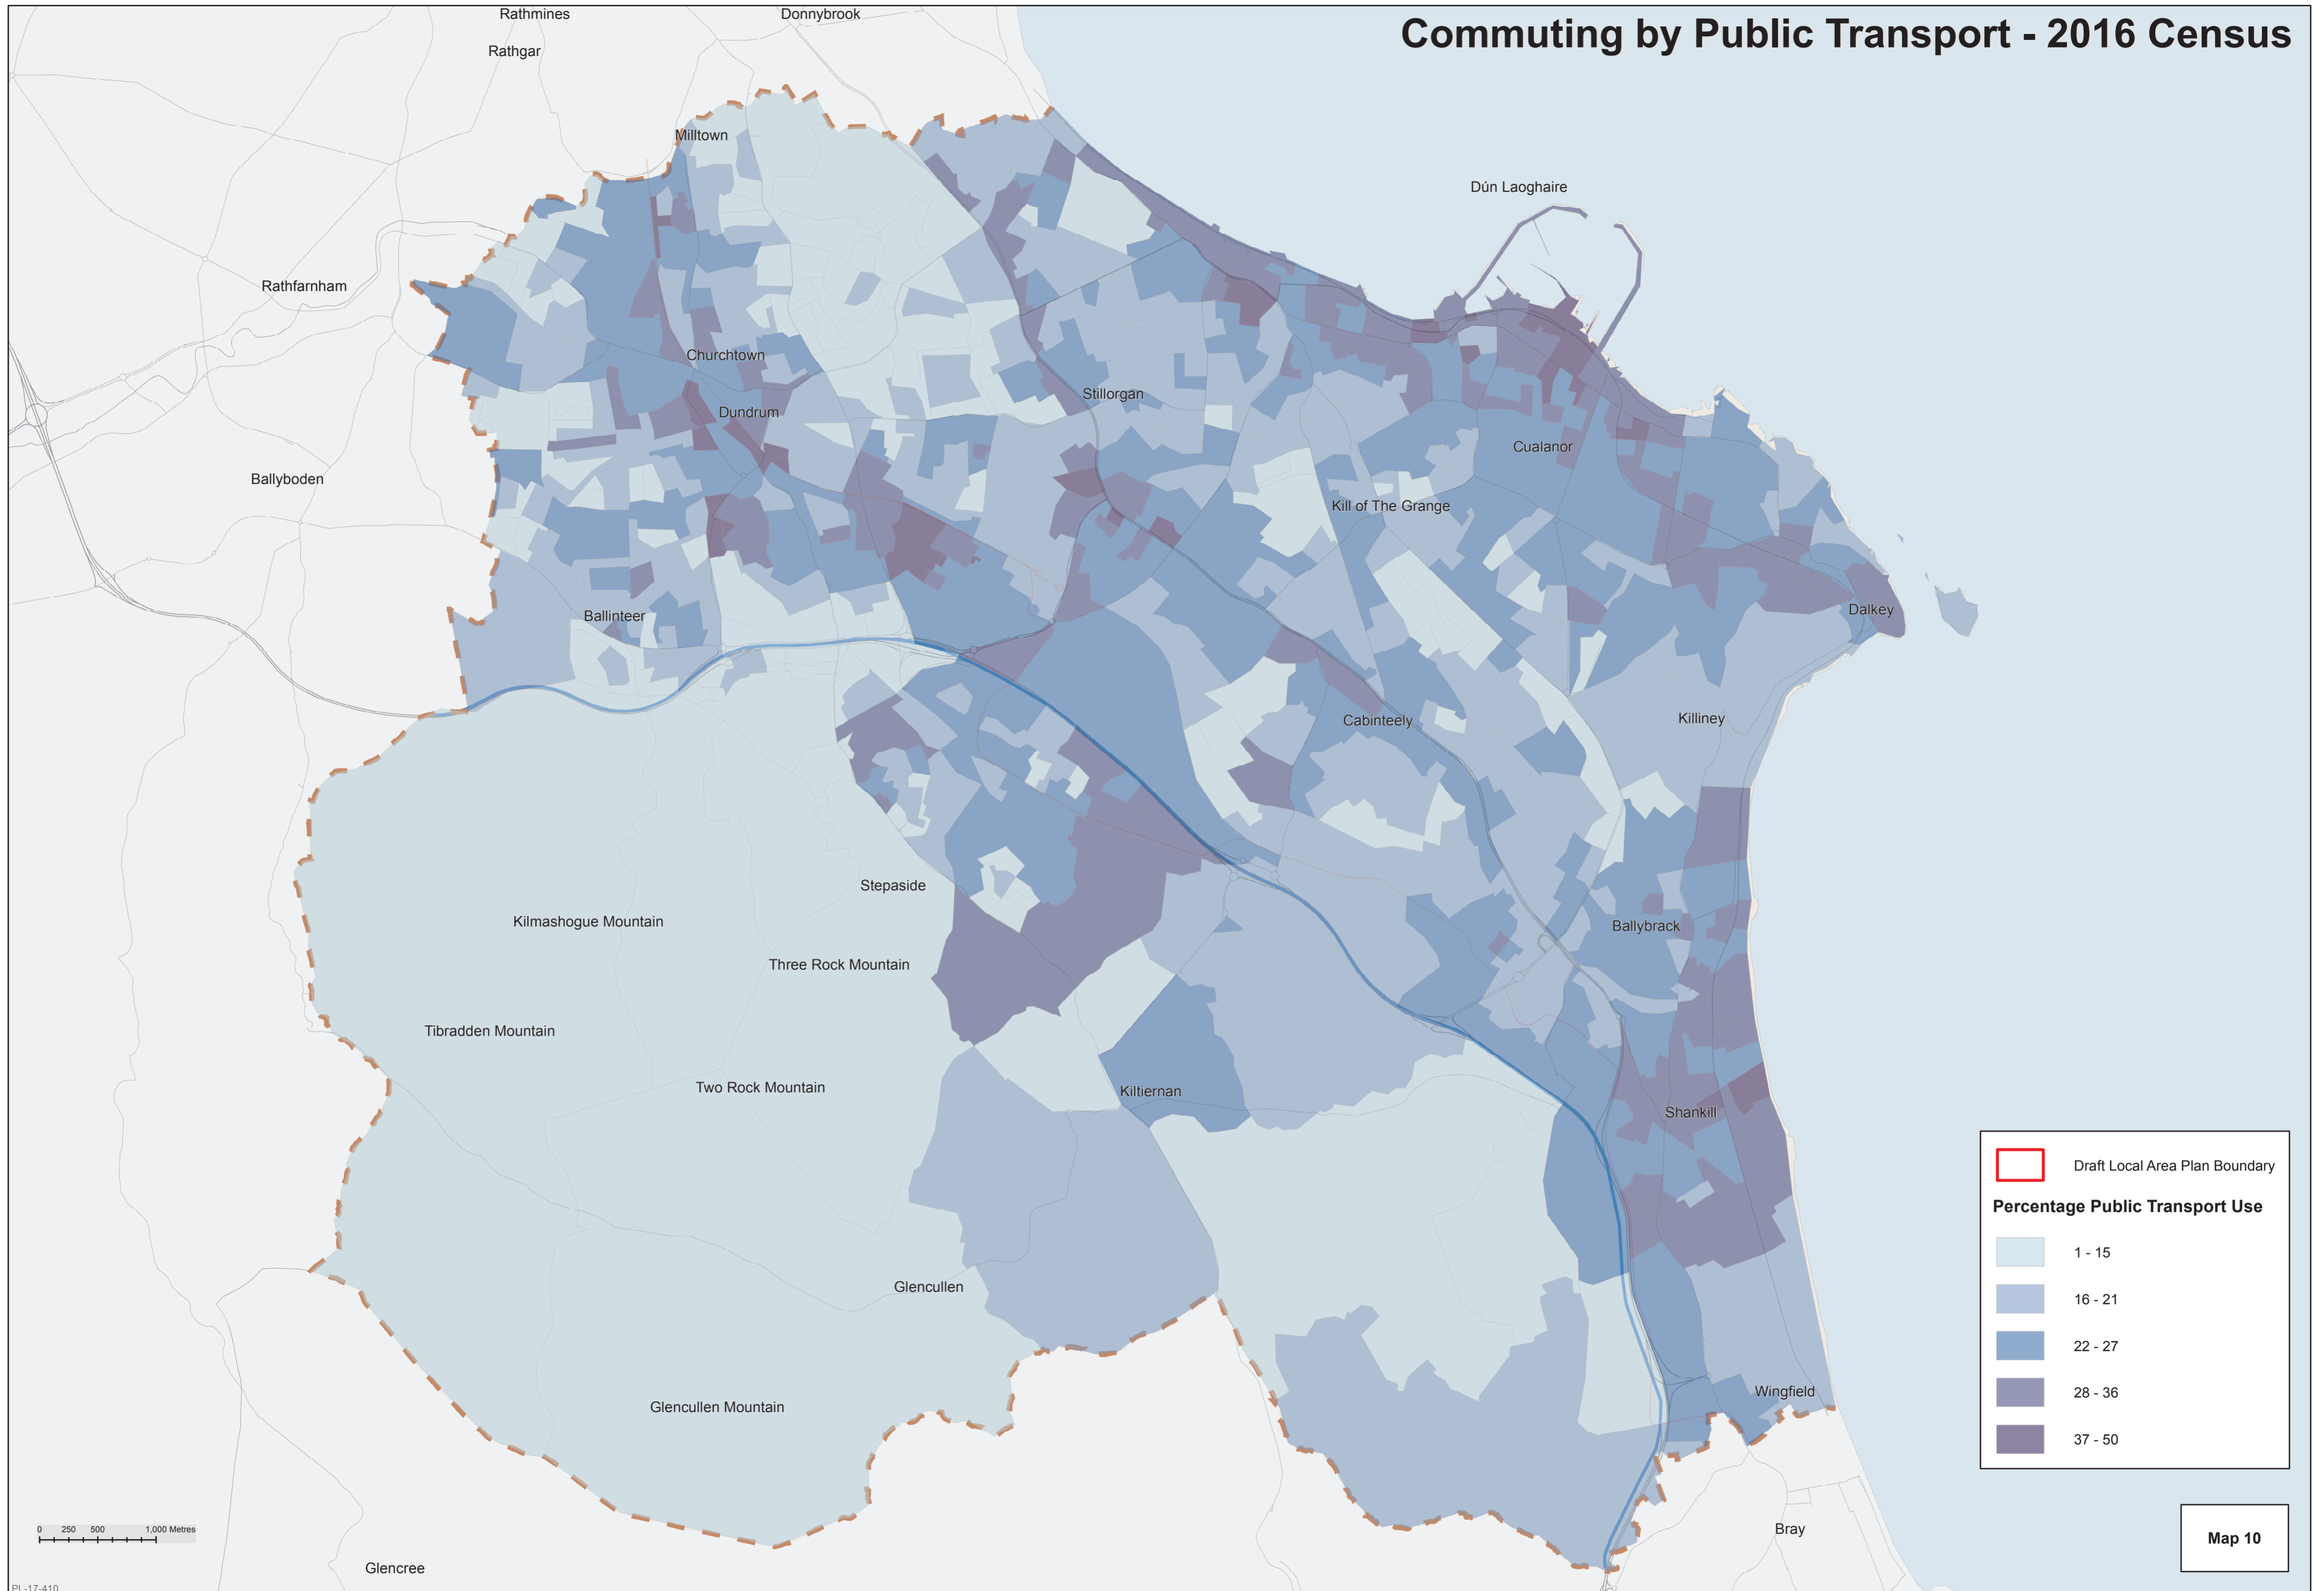 Rathmines
Donnybrook
Commuting by Public Transport - 2016 Census
Rathgar
Milltown
Dún Laoghaire
Rathfarnham
Churchtown
Stillorgan
Dundrum
Cualanor
Ballyboden
Kill of The Grange
Ballinteer
Dalkey
Killiney
Cabinteely
Stepaside
Kilmashogue Mountain
Ballybrack
Three Rock Mountain
Tibradden Mountain
Two Rock Mountain
Kiltiernan
Shankill
Glencullen
Wingfield
Glencullen Mountain
Bray
Glencree
Draft Local Area Plan Boundary
Percentage Public Transport Use
1 - 15
16 - 21
22 - 27
28 - 36
37 - 50
Map 10
0 250 500 1,000 Metres
PL-17-410